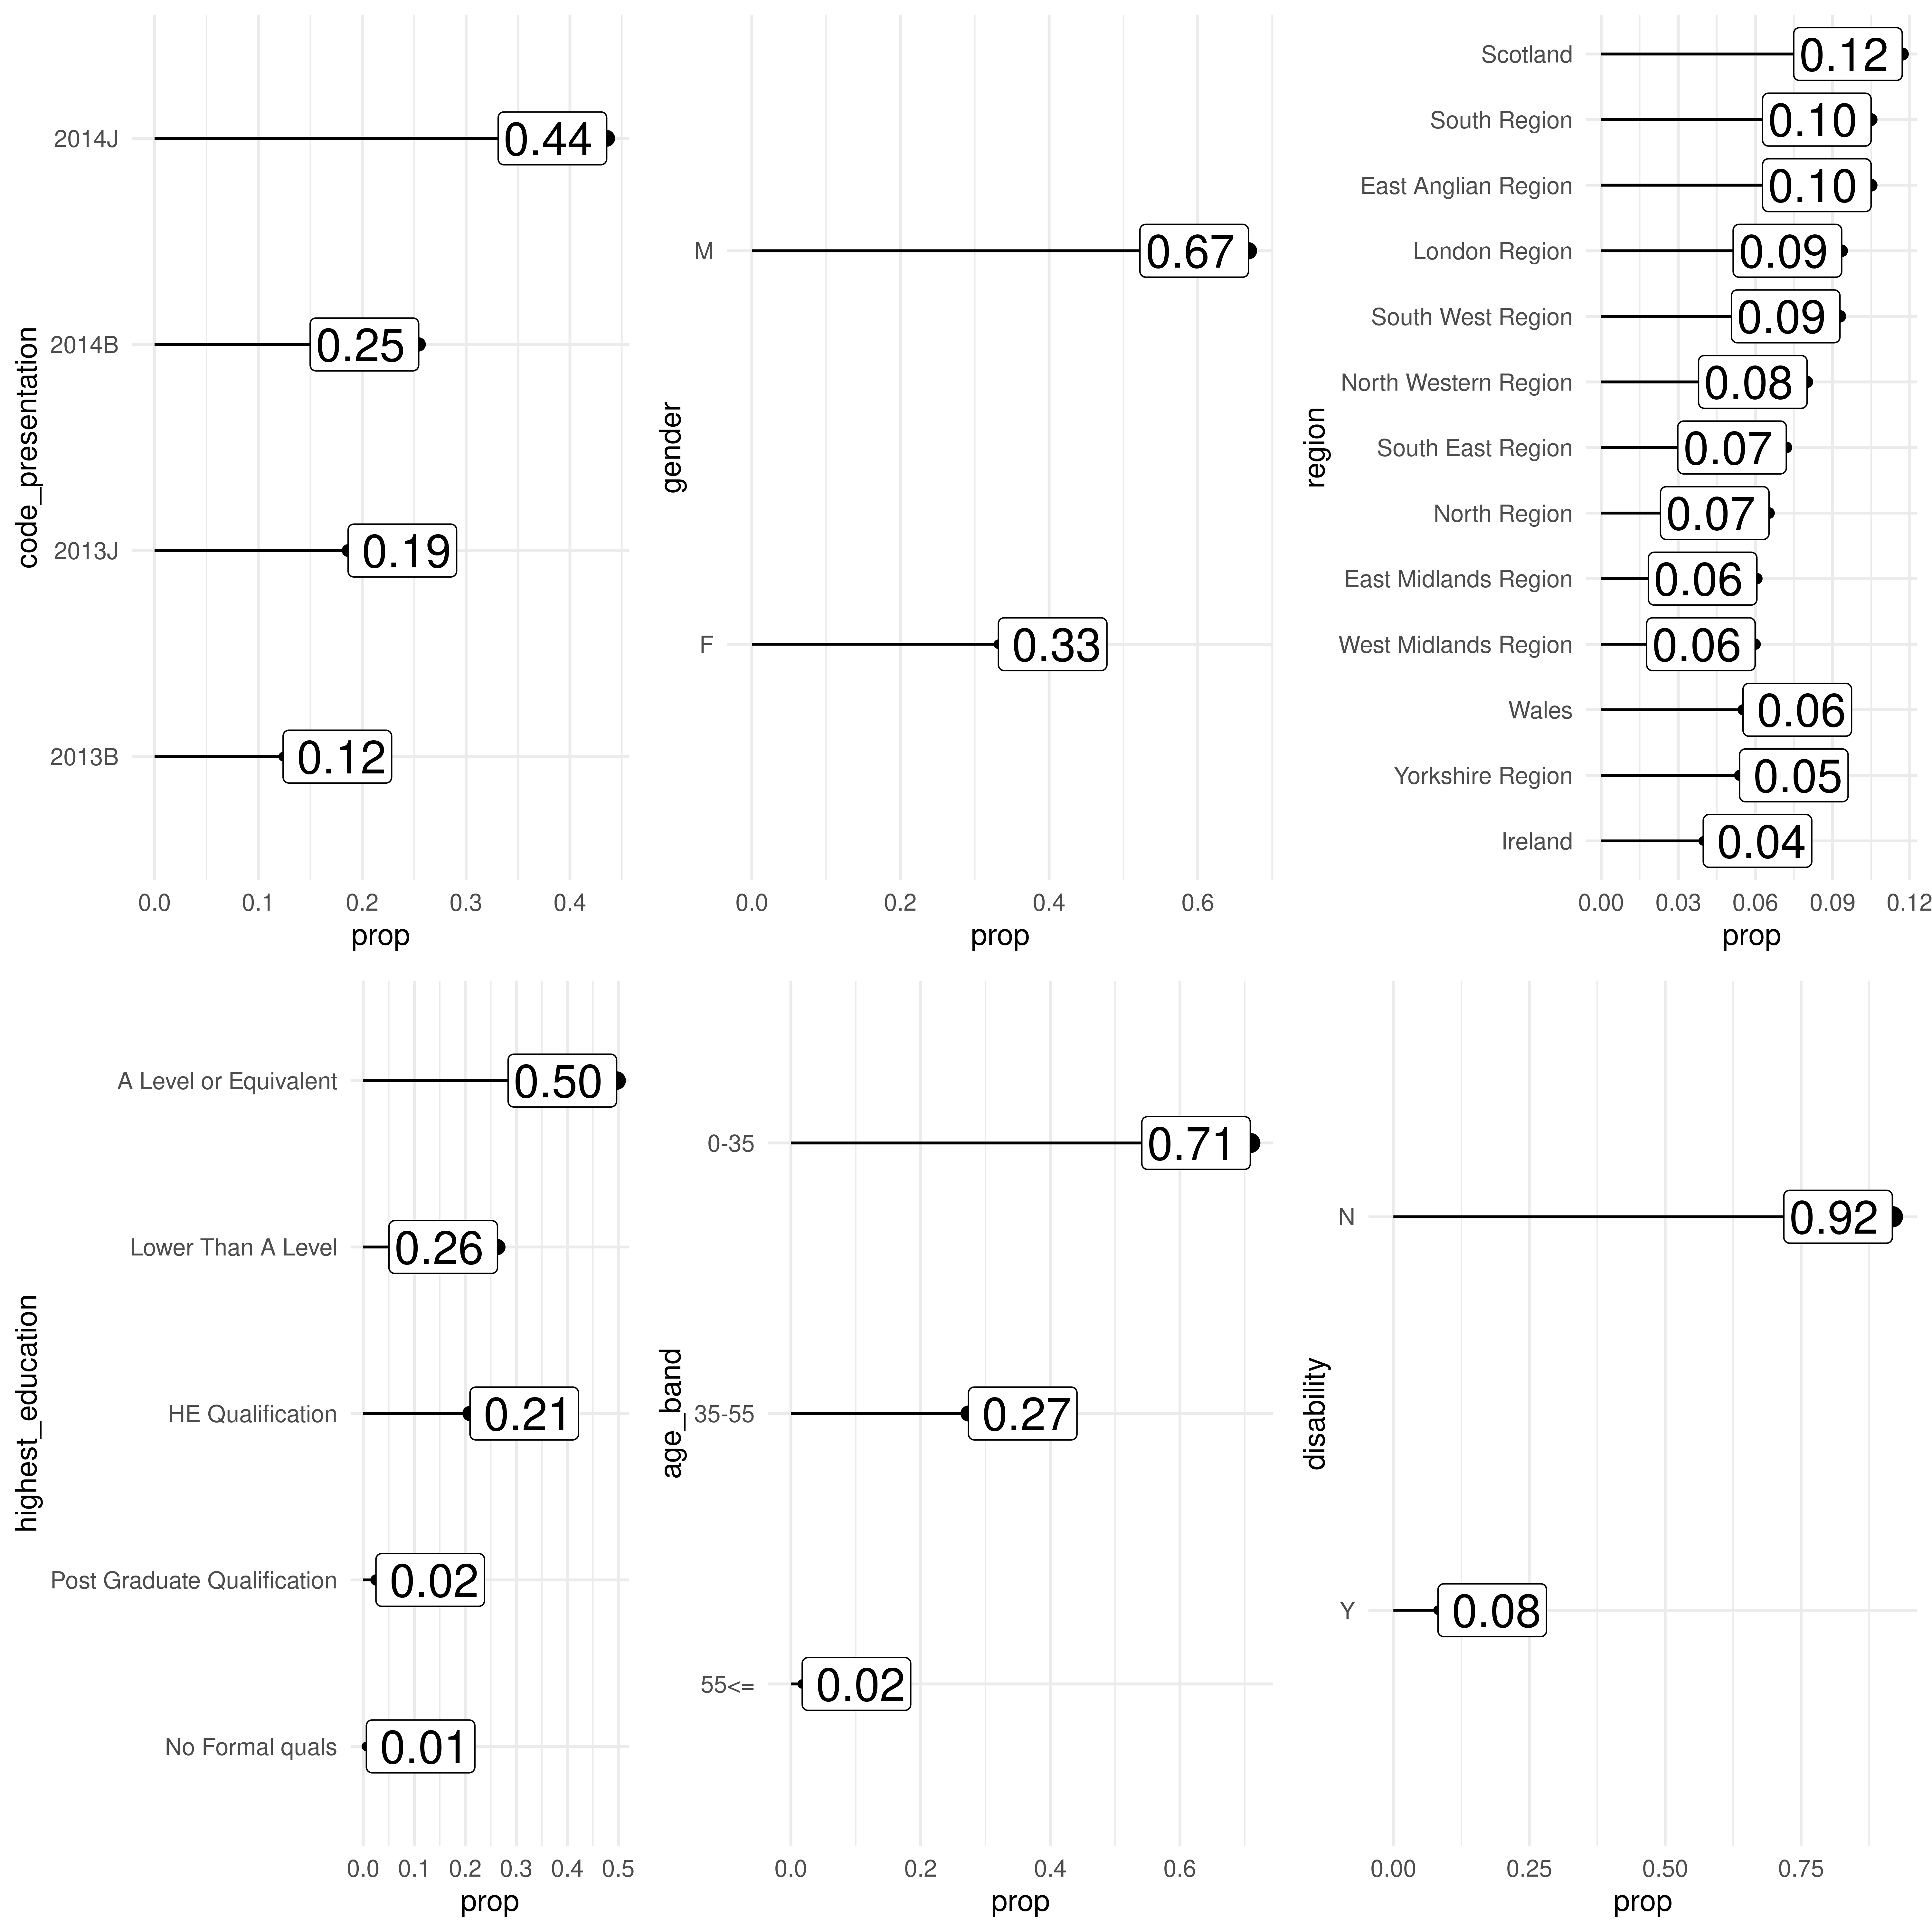 code_presentation
2014J
0.44
2014B
0.25
2013J
0.19
2013B
0.12
0.0 0.1 0.2 0.3 0.4
prop
gender
M
0.67
F
0.33
0.0 0.2 0.4 0.6
prop
region
Scotland
0.12
South Region
0.10
East Anglian Region
0.10
London Region
0.09
South West Region
0.09
North Western Region
0.08
South East Region
0.07
North Region
0.07
East Midlands Region
0.06
West Midlands Region
0.06
Wales
0.06
Yorkshire Region
0.05
Ireland
0.04
0.00 0.03 0.06 0.09 0.12
prop
highest_education
A Level or Equivalent
0.50
Lower Than A Level
0.26
HE Qualification
0.21
Post Graduate Qualification
0.02
No Formal quals
0.01
0.0 0.1 0.2 0.3 0.4 0.5
prop
age_band
0-35
0.71
35-55
0.27
55<=
0.02
0.0 0.2 0.4 0.6
prop
disability
N
0.92
Y
0.08
0.00 0.25 0.50 0.75
prop